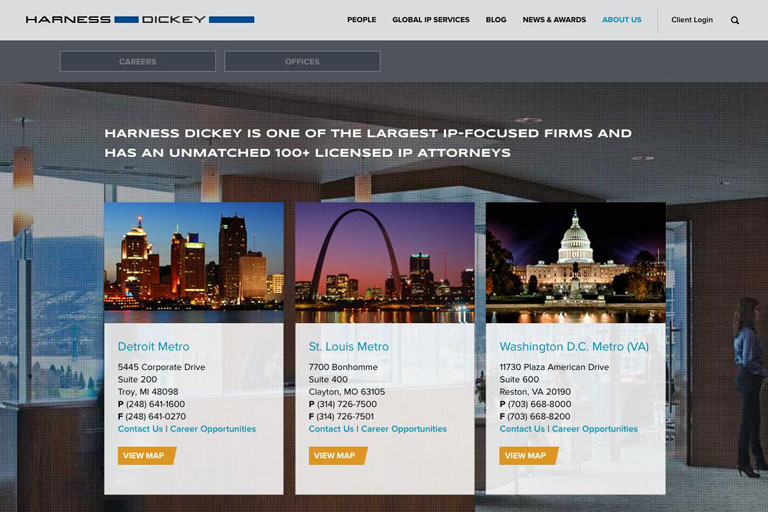 HARNESS DICKEY
PEOPLE GLOBAL IP SERVICES BLOG NEWS & AWARDS ABOUT US Client Login
CAREERS OFFICES
HARNESS DICKEY IS ONE OF THE LARGEST IP-FOCUSED FIRMS AND
HAS AN UNMATCHED 100+ LICENSED IP ATTORNEYS
Detroit Metro
5445 Corporate Drive
Suite 200
Troy, MI 48098
P (248) 641-1600
F (248) 641-0270
Contact Us | Career Opportunities
VIEW MAP
St. Louis Metro
7700 Bonhomme
Suite 400
Clayton, MO 63105
P (314) 726-7500
F (314) 726-7501
Contact Us | Career Opportunities
VIEW MAP
Washington D.C. Metro (VA)
11730 Plaza American Drive
Suite 600
Reston, VA 20190
P (703) 668-8000
F (703) 668-8200
Contact Us | Career Opportunities
VIEW MAP